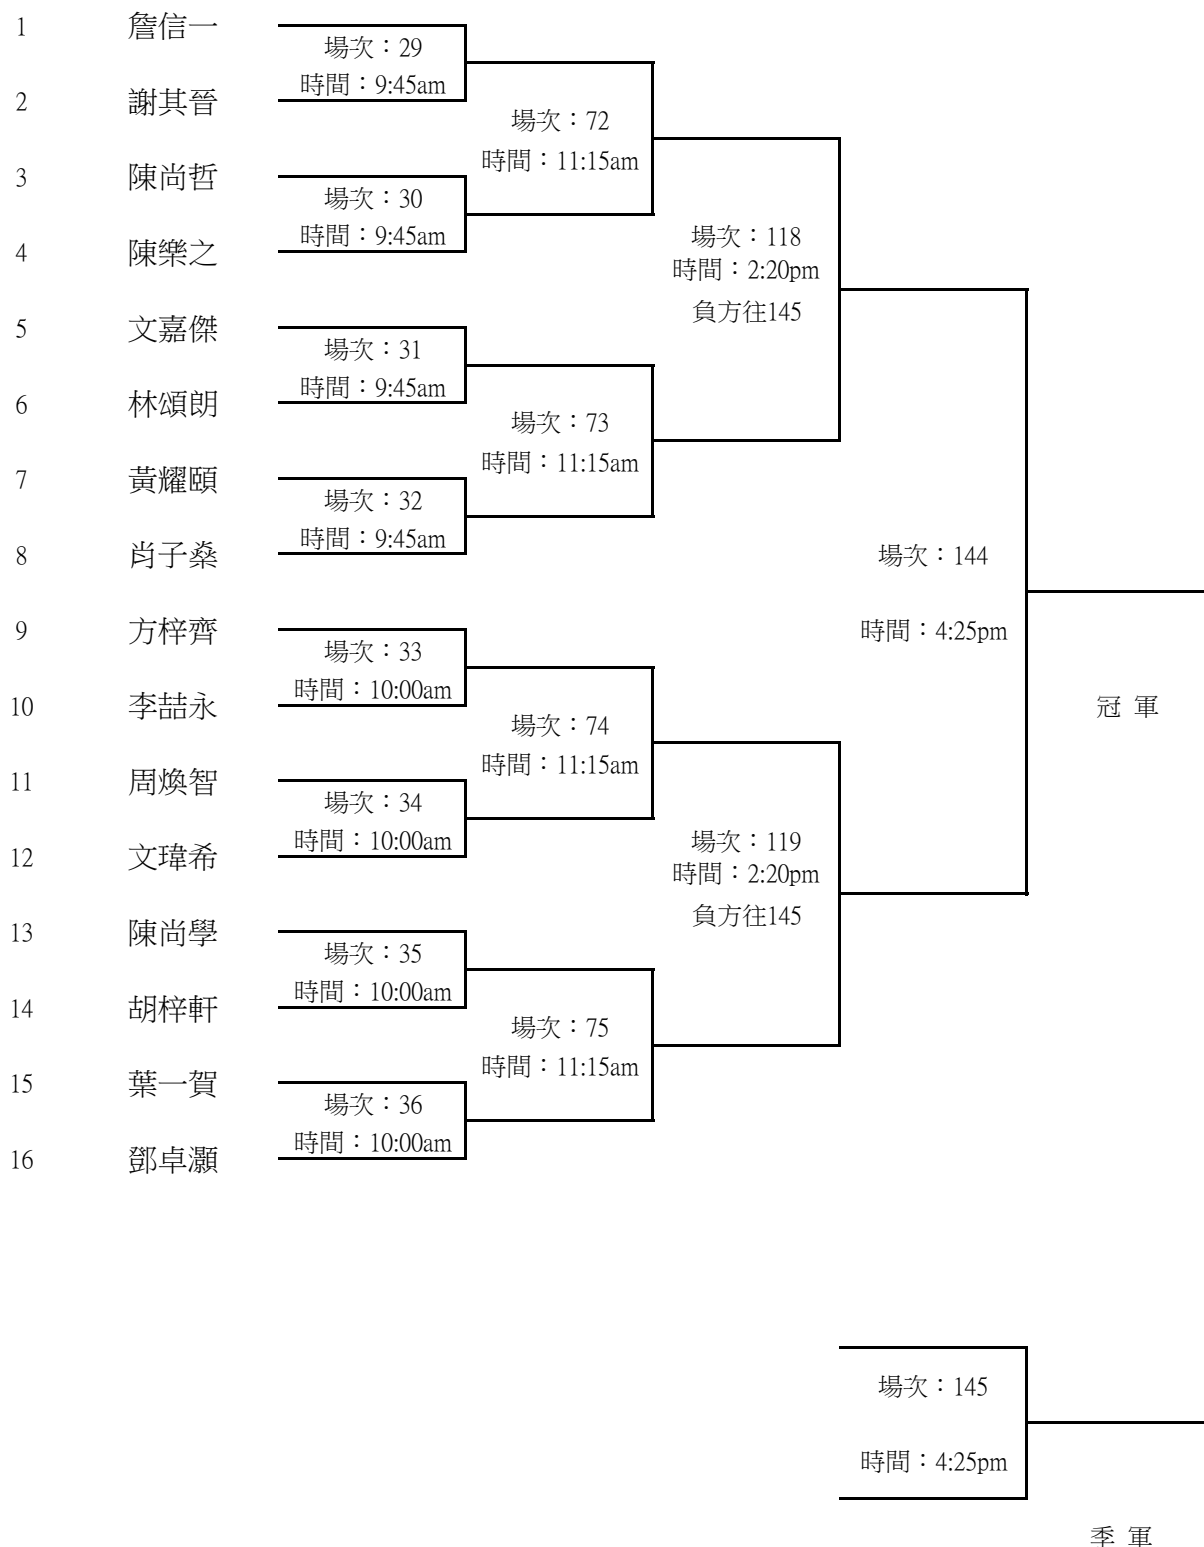 1 詹信一
場次：29
時間：9:45am
2 謝其晉
場次：72
時間：11:15am
3 陳尚哲
場次：30
時間：9:45am
4 陳樂之
場次：118
時間：2:20pm
負方往145
5 文嘉傑
場次：31
時間：9:45am
6 林頌朗
場次：73
時間：11:15am
7 黃耀頤
場次：32
時間：9:45am
8 肖子燊
場次：144
時間：4:25pm
9 方梓齊
場次：33
時間：10:00am
10 李喆永
冠 軍
場次：74
時間：11:15am
11 周煥智
場次：34
時間：10:00am
12 文瑋希
場次：119
時間：2:20pm
負方往145
13 陳尚學
場次：35
時間：10:00am
14 胡梓軒
場次：75
時間：11:15am
15 葉一賀
場次：36
時間：10:00am
16 鄧卓灝
場次：145
時間：4:25pm
季 軍